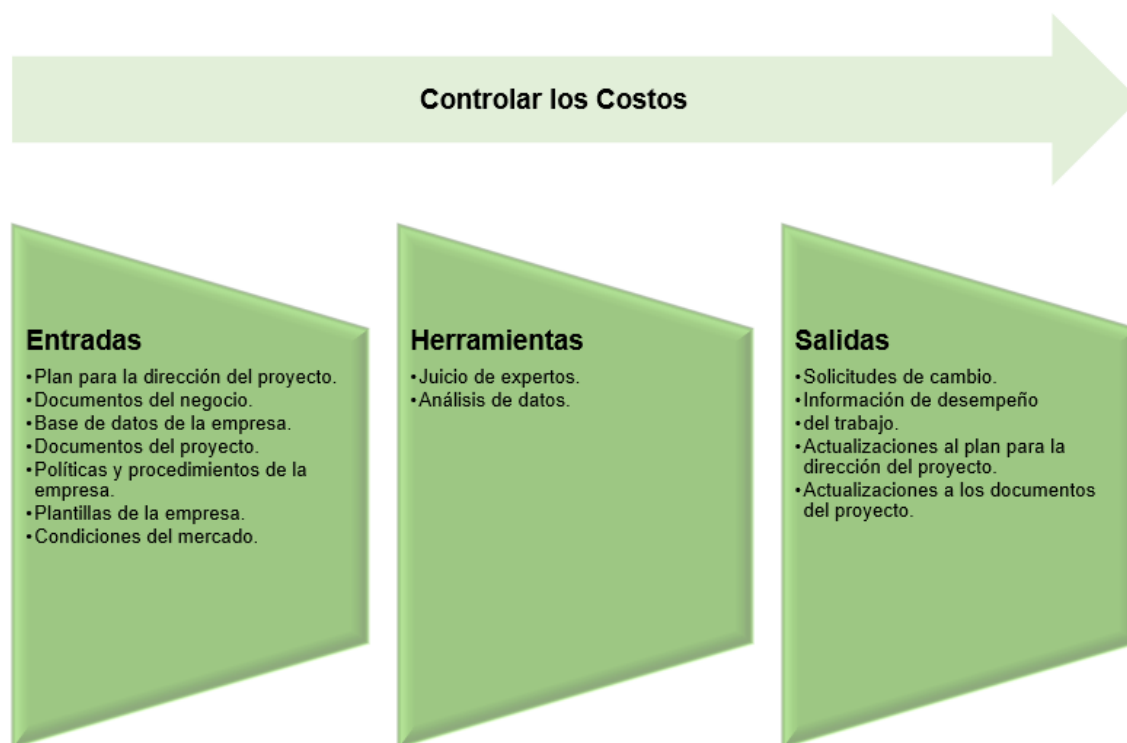 Controlar los Costos
Entradas
•Plan para la dirección del proyecto.
•Documentos del negocio.
•Base de datos de la empresa.
•Documentos del proyecto.
•Políticas y procedimientos de la
empresa.
•Plantillas de la empresa.
•Condiciones del mercado.
Herramientas
•Juicio de expertos.
•Análisis de datos.
Salidas
•Solicitudes de cambio.
•Información de desempeño
•del trabajo.
•Actualizaciones al plan para la
dirección del proyecto.
•Actualizaciones a los documentos
del proyecto.